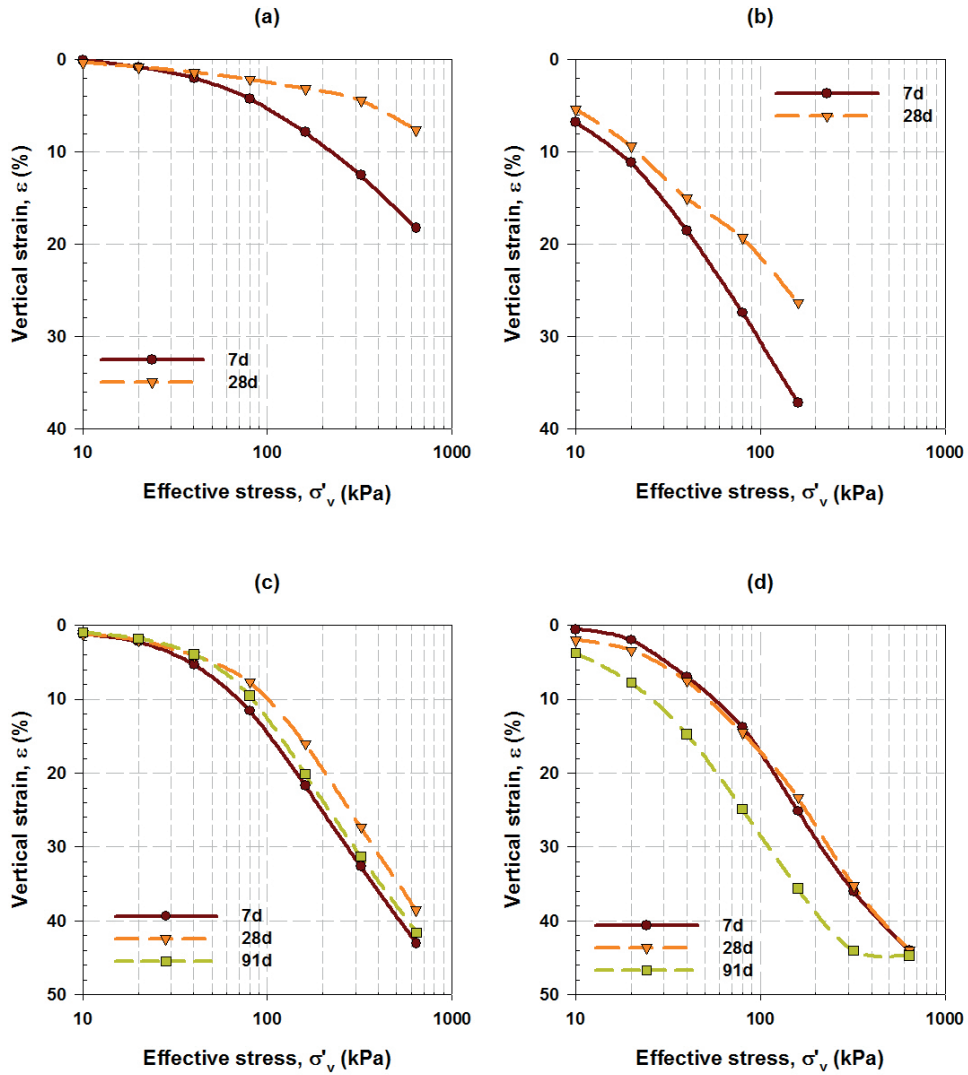 (a)
0
10
20
30
40
Vertical strain, ε (%)
7d
28d
10
100
1000
Effective stress, σ'v (kPa)
(b)
0
10
20
30
40
Vertical strain, ε (%)
7d
28d
10
100
1000
Effective stress, σ'v (kPa)
(c)
0
10
20
30
40
50
Vertical strain, ε (%)
7d
28d
91d
10
100
1000
Effective stress, σ'v (kPa)
(d)
0
10
20
30
40
50
Vertical strain, ε (%)
7d
28d
91d
10
100
1000
Effective stress, σ'v (kPa)